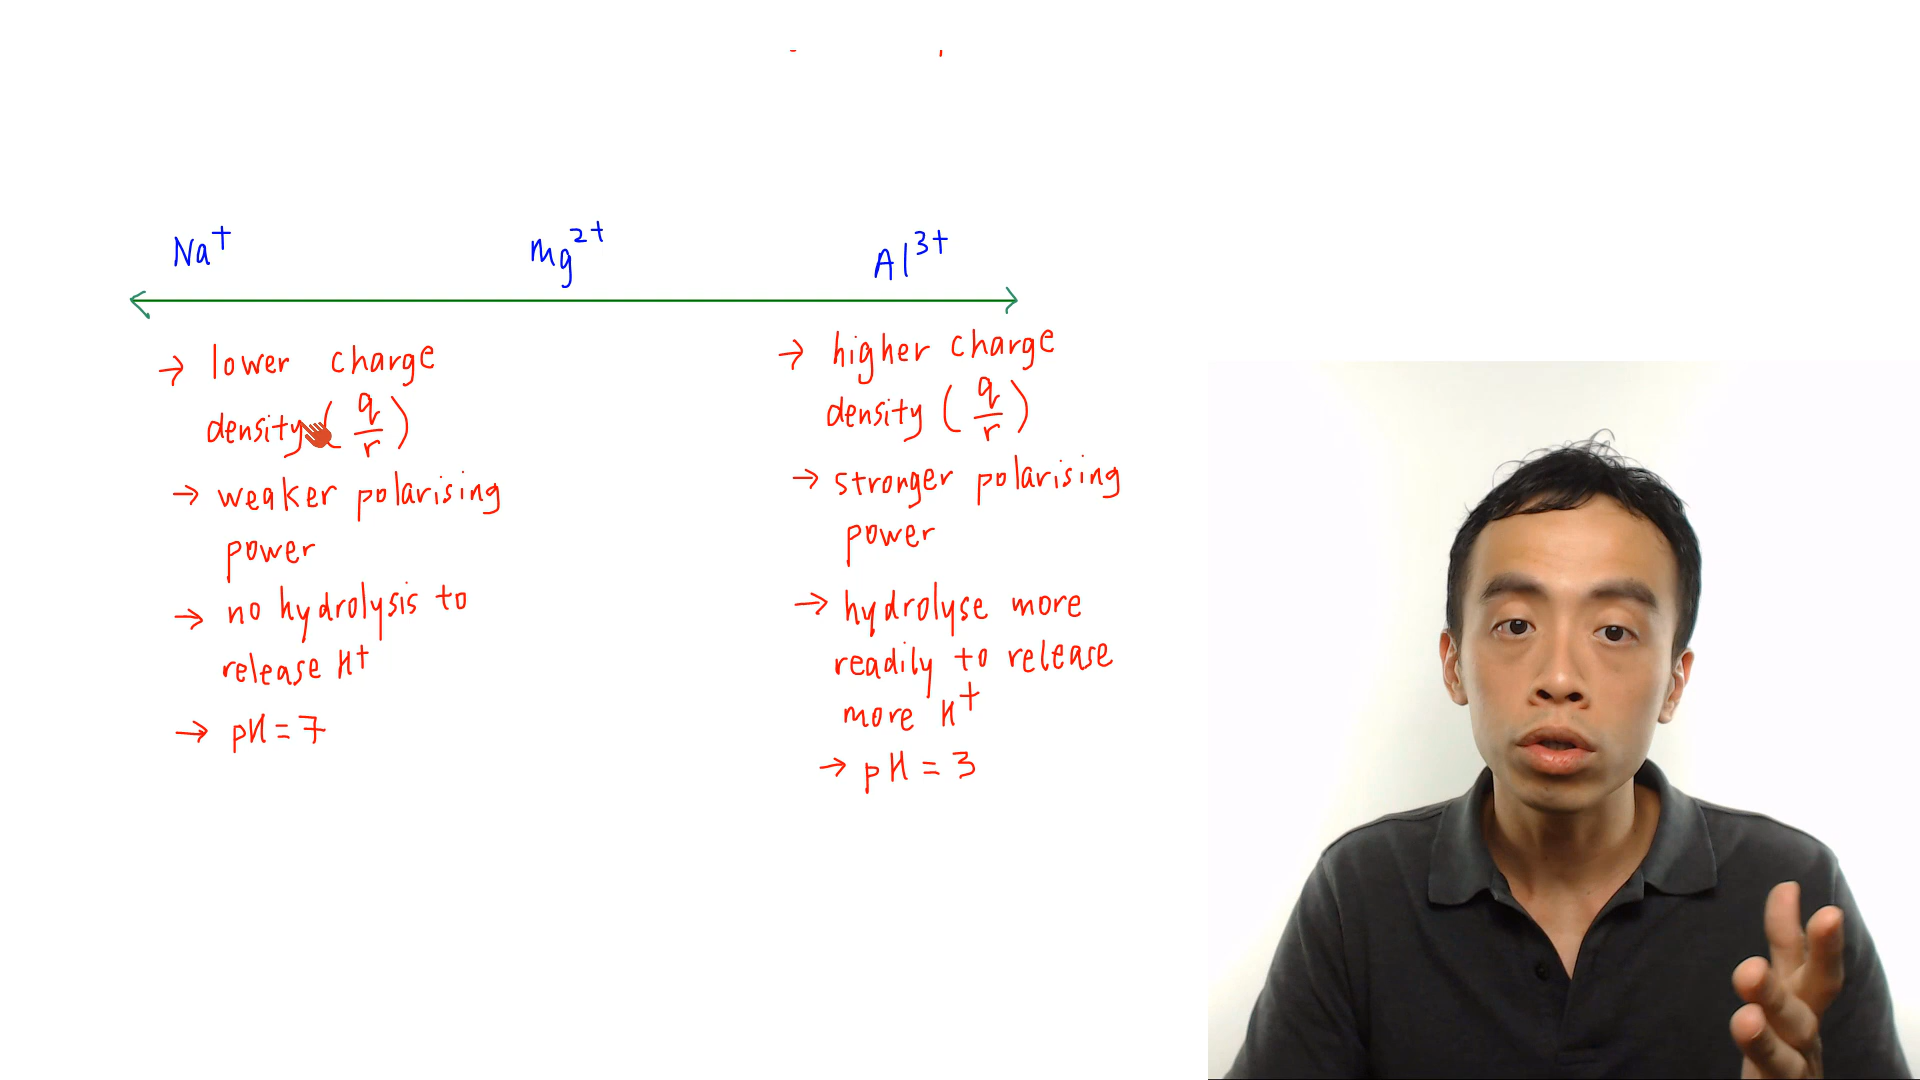 Na⁺ Mg²⁺ Al³⁺
→ lower charge
density (q/r)
→ weaker polarising
power
→ no hydrolysis to
release H⁺
→ pH = 7
→ higher charge
density (q/r)
→ stronger polarising
power
→ hydrolyse more
readily to release
more H⁺
→ pH = 3